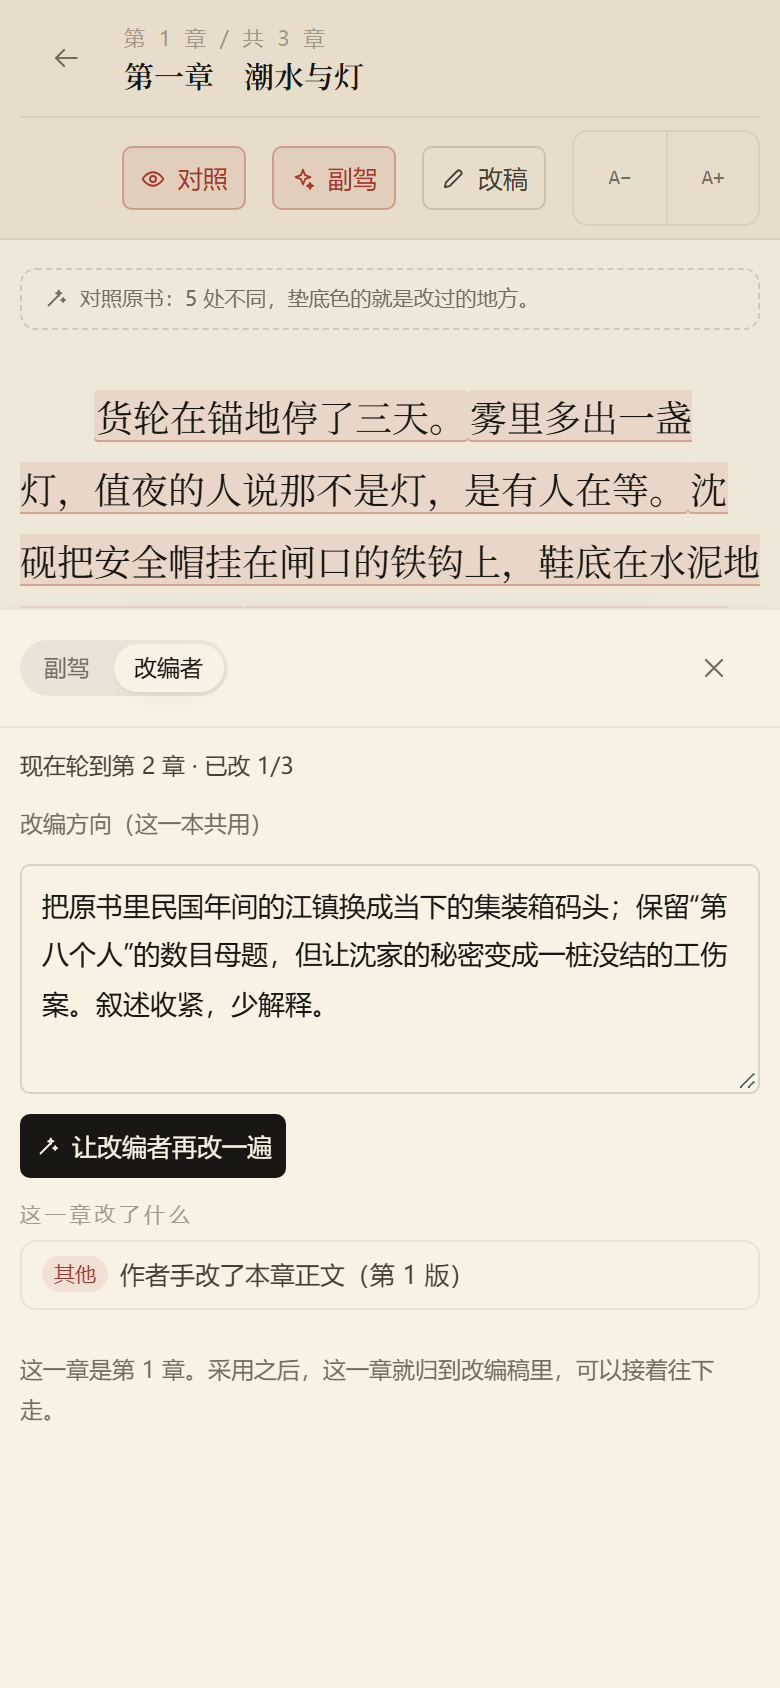 第 1 章 / 共 3 章
第一章　潮水与灯
对照
副驾
改稿
A−
A+
对照原书：5 处不同，垫底色的就是改过的地方。
货轮在锚地停了三天。雾里多出一盏
灯，值夜的人说那不是灯，是有人在等。沈
砚把安全帽挂在闸口的铁钩上，鞋底在水泥地
副驾
改编者
现在轮到第 2 章 · 已改 1/3
改编方向（这一本共用）
把原书里民国年间的江镇换成当下的集装箱码头；保留“第
八个人”的数目母题，但让沈家的秘密变成一桩没结的工伤
案。叙述收紧，少解释。
让改编者再改一遍
这一章改了什么
其他
作者手改了本章正文（第 1 版）
这一章是第 1 章。采用之后，这一章就归到改编稿里，可以接着往下
走。